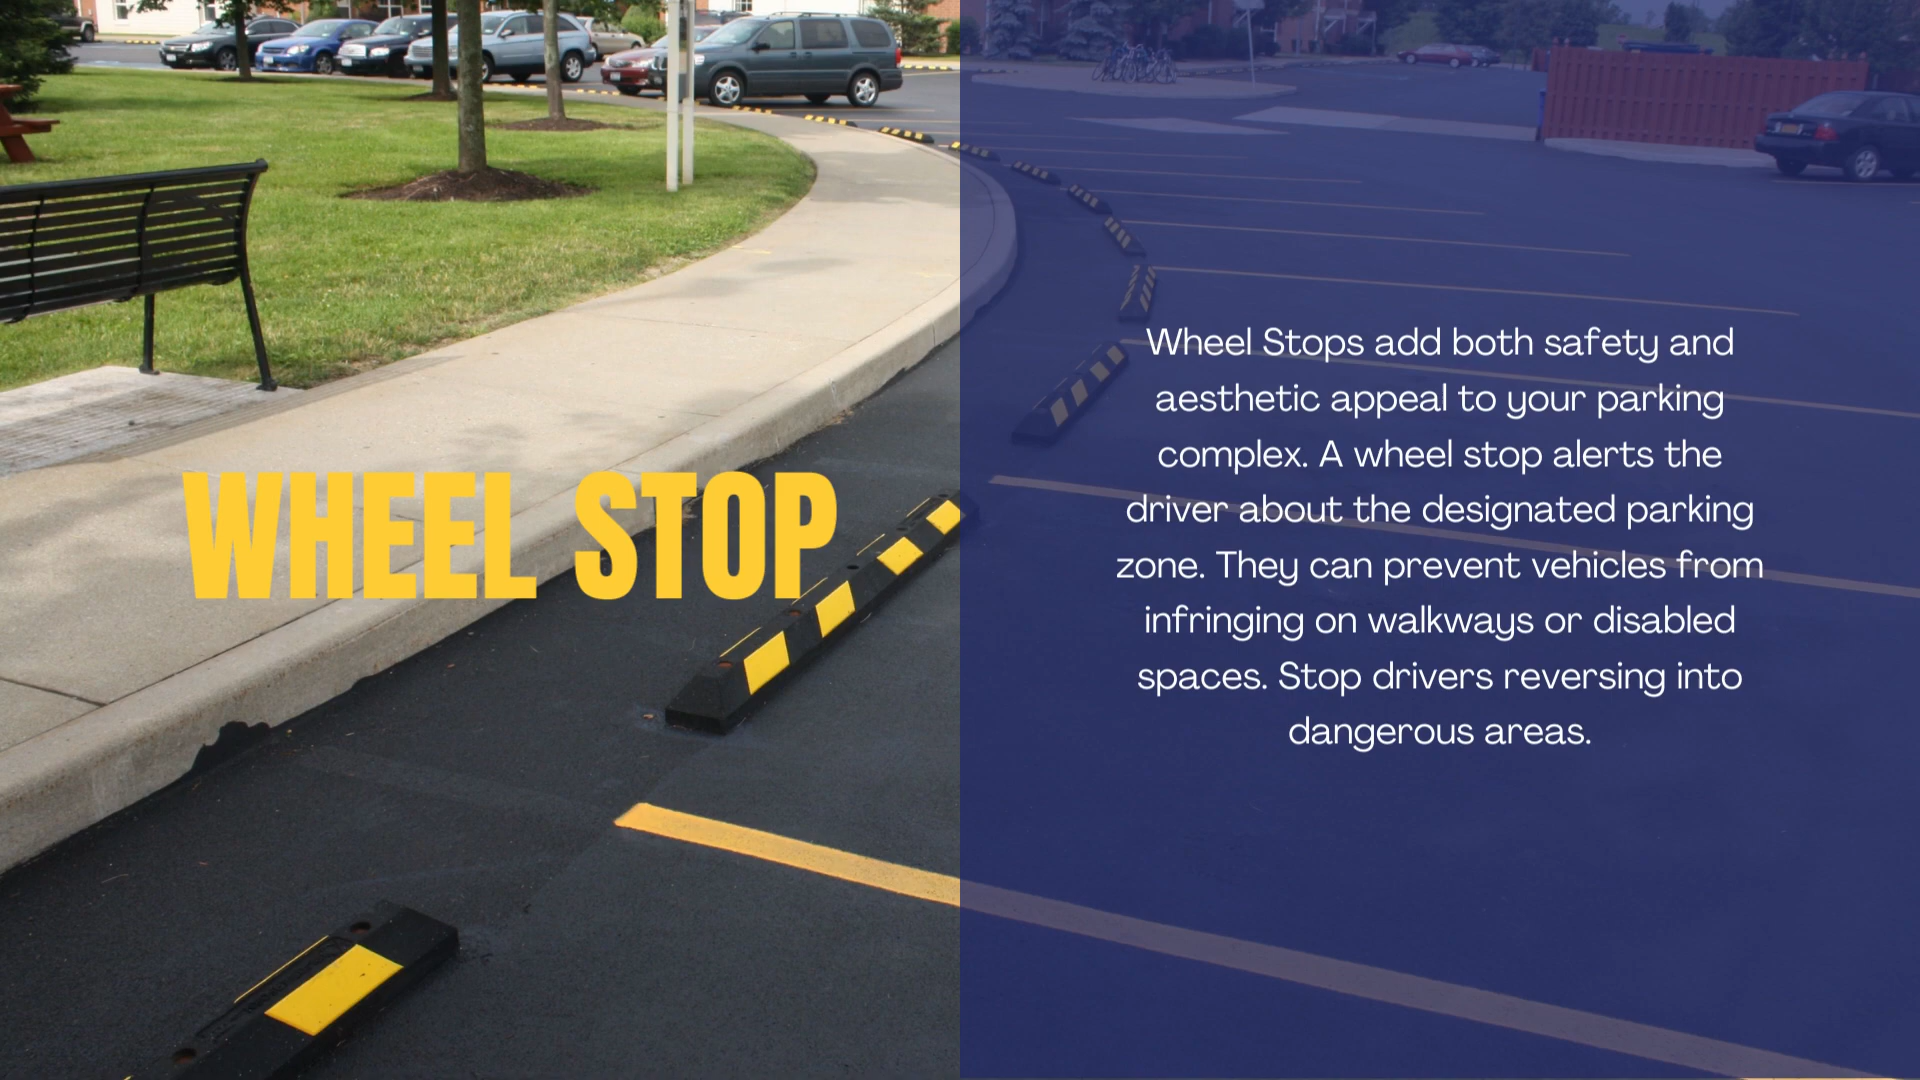 WHEEL STOP
Wheel Stops add both safety and
aesthetic appeal to your parking
complex. A wheel stop alerts the
driver about the designated parking
zone. They can prevent vehicles from
infringing on walkways or disabled
spaces. Stop drivers reversing into
dangerous areas.